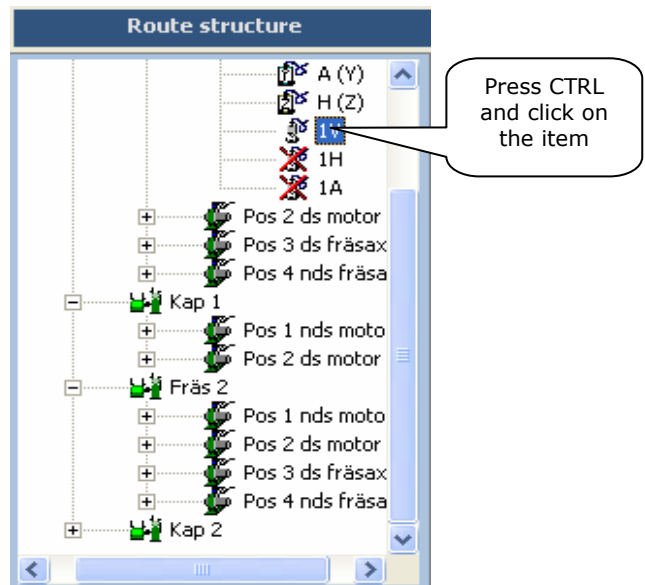 Route structure
A (Y)
H (Z)
1V
1H
1A
Pos 2 ds motor
Pos 3 ds fräsax
Pos 4 nds fräsa
Kap 1
Pos 1 nds moto
Pos 2 ds motor
Fräs 2
Pos 1 nds moto
Pos 2 ds motor
Pos 3 ds fräsax
Pos 4 nds fräsa
Kap 2
Press CTRL
and click on
the item